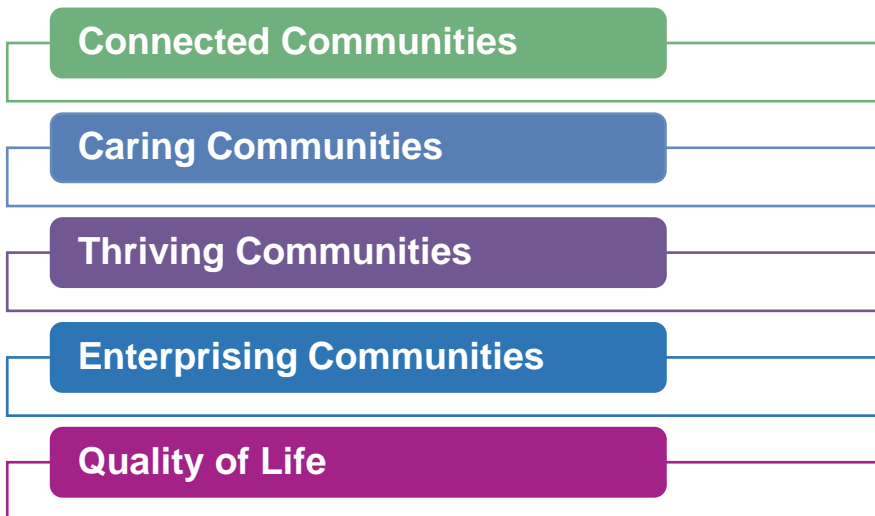 Connected Communities
Caring Communities
Thriving Communities
Enterprising Communities
Quality of Life